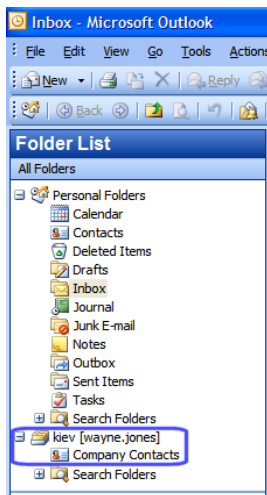 Inbox - Microsoft Outlook
File Edit View Go Tools Actions
New Reply
Back
Folder List
All Folders
Personal Folders
Calendar
Contacts
Deleted Items
Drafts
Inbox
Journal
Junk E-mail
Notes
Outbox
Sent Items
Tasks
Search Folders
kiev [wayne.jones]
Company Contacts
Search Folders